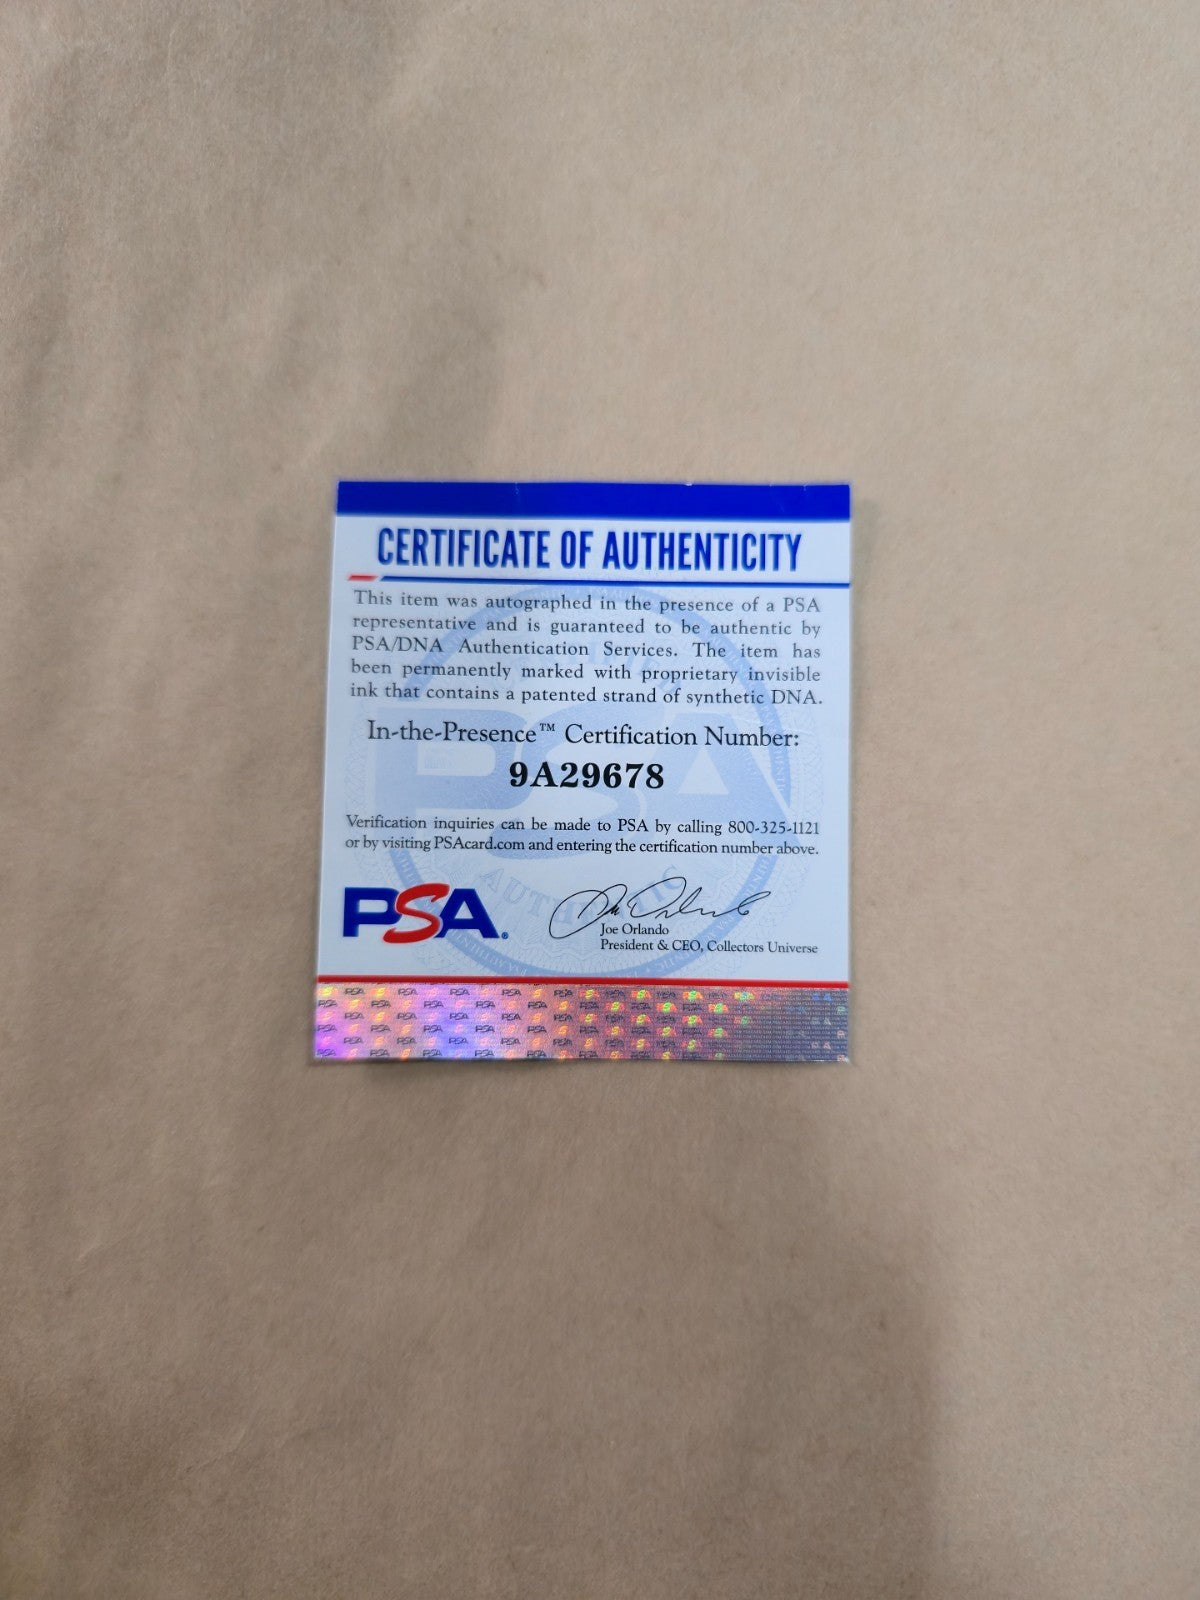 CERTIFICATE OF AUTHENTICITY
This item was autographed in the presence of a PSA
representative and is guaranteed to be authentic by
PSA/DNA Authentication Services. The item has
been permanently marked with proprietary invisible
ink that contains a patented strand of synthetic DNA.
In-the-Presence™ Certification Number:
9A29678
Verification inquiries can be made to PSA by calling 800-325-1121
or by visiting PSAcard.com and entering the certification number above.
PSA®
Joe Orlando
President & CEO, Collectors Universe